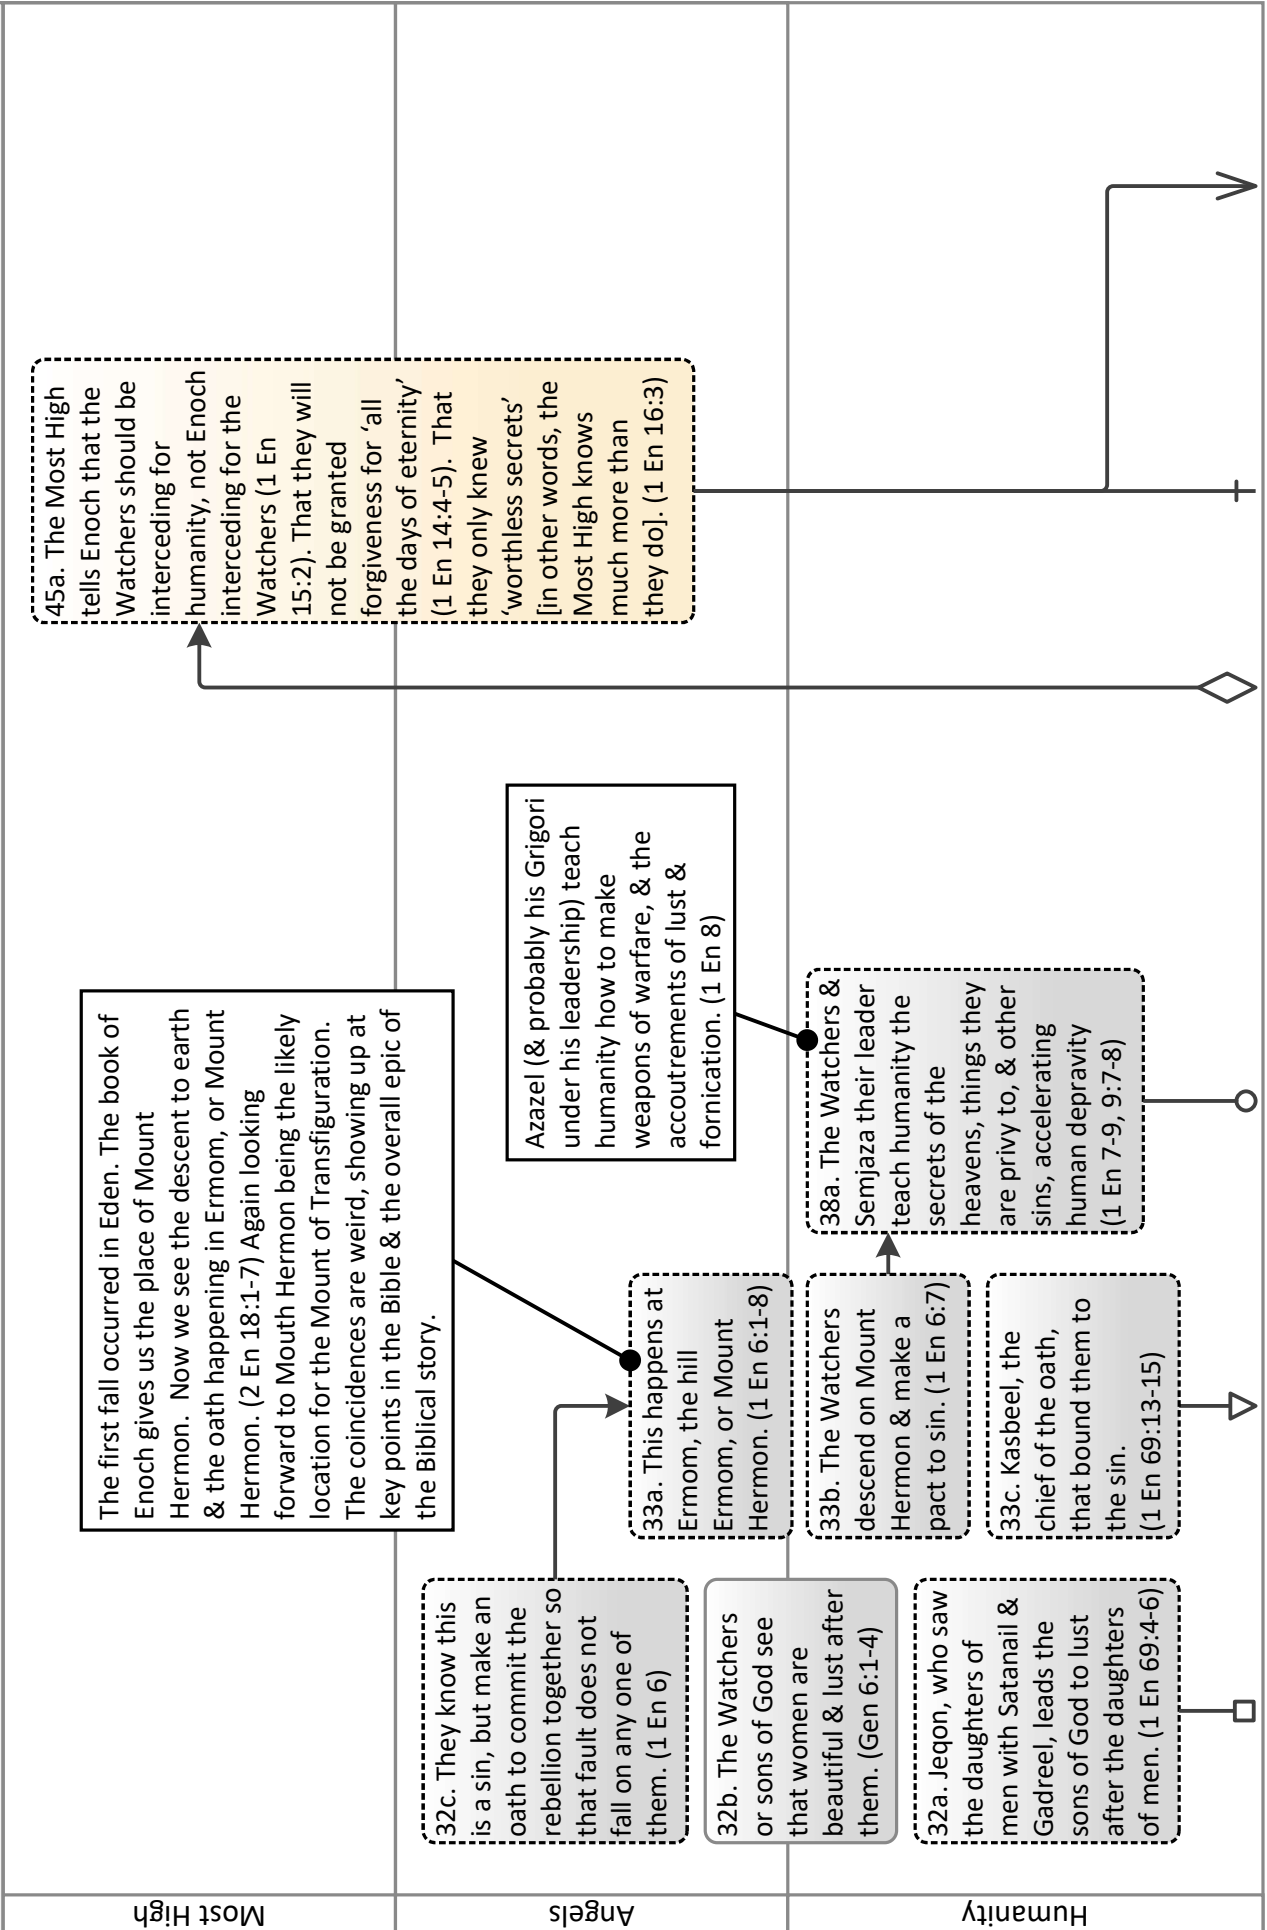 Most High
Angels
Humanity
32c. They know this
is a sin, but make an
oath to commit the
rebellion together so
that fault does not
fall on any one of
them. (1 En 6)
32b. The Watchers
or sons of God see
that women are
beautiful & lust after
them. (Gen 6:1-4)
32a. Jeqon, who saw
the daughters of
men with Satanail &
Gadreel, leads the
sons of God to lust
after the daughters
of men. (1 En 69:4-6)
The first fall occurred in Eden. The book of
Enoch gives us the place of Mount
Hermon.  Now we see the descent to earth
& the oath happening in Ermom, or Mount
Hermon. (2 En 18:1-7) Again looking
forward to Mouth Hermon being the likely
location for the Mount of Transfiguration.
The coincidences are weird, showing up at
key points in the Bible & the overall epic of
the Biblical story.
33a. This happens at
Ermom, the hill
Ermom, or Mount
Hermon. (1 En 6:1-8)
33b. The Watchers
descend on Mount
Hermon & make a
pact to sin. (1 En 6:7)
33c. Kasbeel, the
chief of the oath,
that bound them to
the sin.
(1 En 69:13-15)
Azazel (& probably his Grigori
under his leadership) teach
humanity how to make
weapons of warfare, & the
accoutrements of lust &
fornication. (1 En 8)
38a. The Watchers &
Semjaza their leader
teach humanity the
secrets of the
heavens, things they
are privy to, & other
sins, accelerating
human depravity
(1 En 7-9, 9:7-8)
45a. The Most High
tells Enoch that the
Watchers should be
interceding for
humanity, not Enoch
interceding for the
Watchers (1 En
15:2). That they will
not be granted
forgiveness for ‘all
the days of eternity’
(1 En 14:4-5).  That
they only knew
‘worthless secrets’
[in other words, the
Most High knows
much more than
they do]. (1 En 16:3)